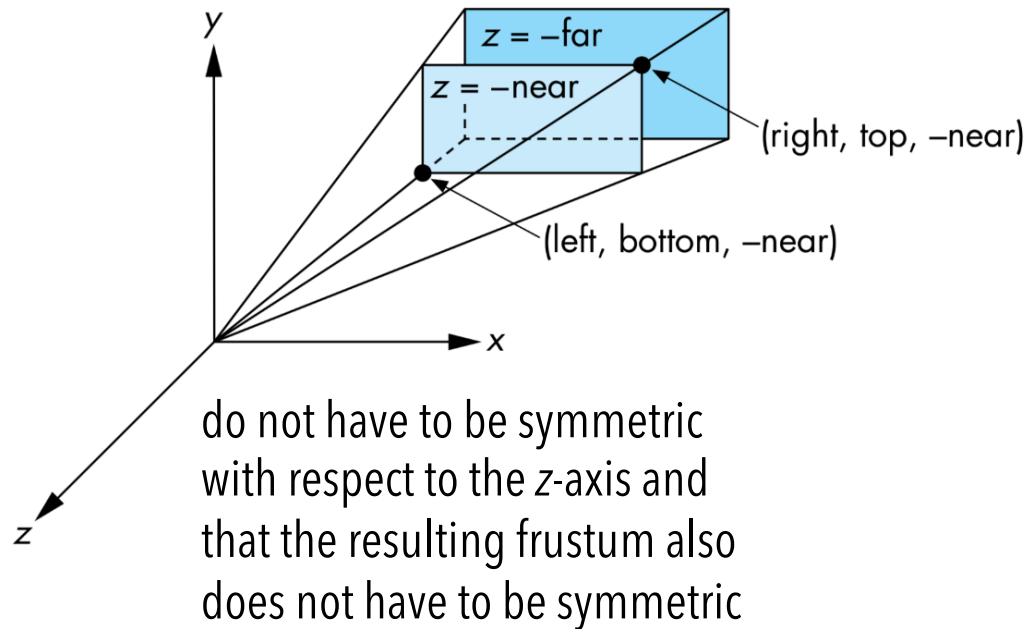 y
z = −far
z = −near
(right, top, −near)
(left, bottom, −near)
x
z
do not have to be symmetric
with respect to the z-axis and
that the resulting frustum also
does not have to be symmetric